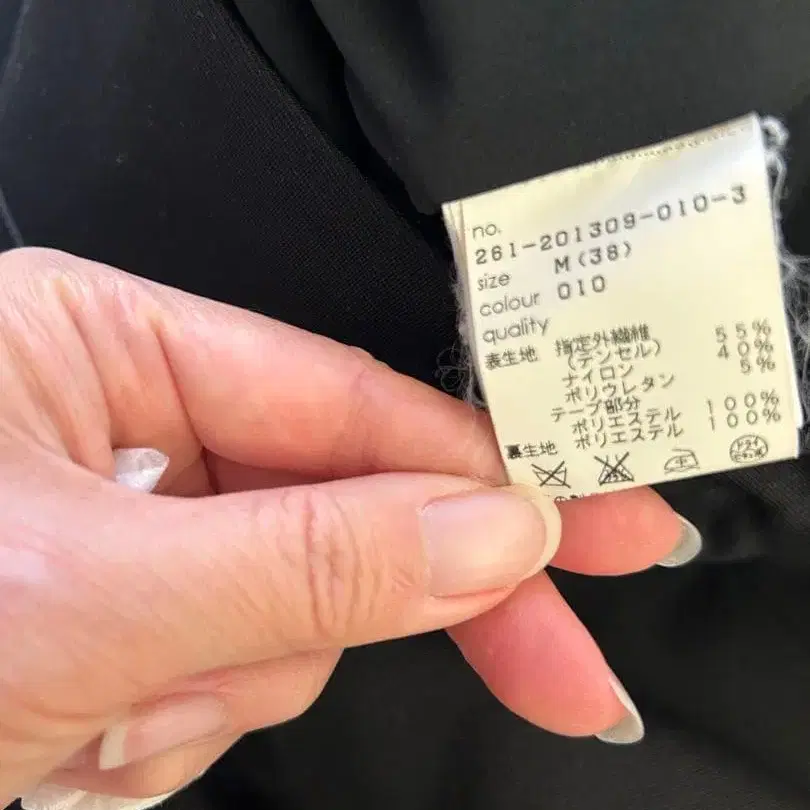 no.
261-201309-010-3
size M(38)
colour 010
quality
表生地 指定外繊維
(テンセル) 55%
ナイロン 40%
ポリウレタン 5%
テープ部分
ポリエステル 100%
裏生地 ポリエステル 100%
ドライ